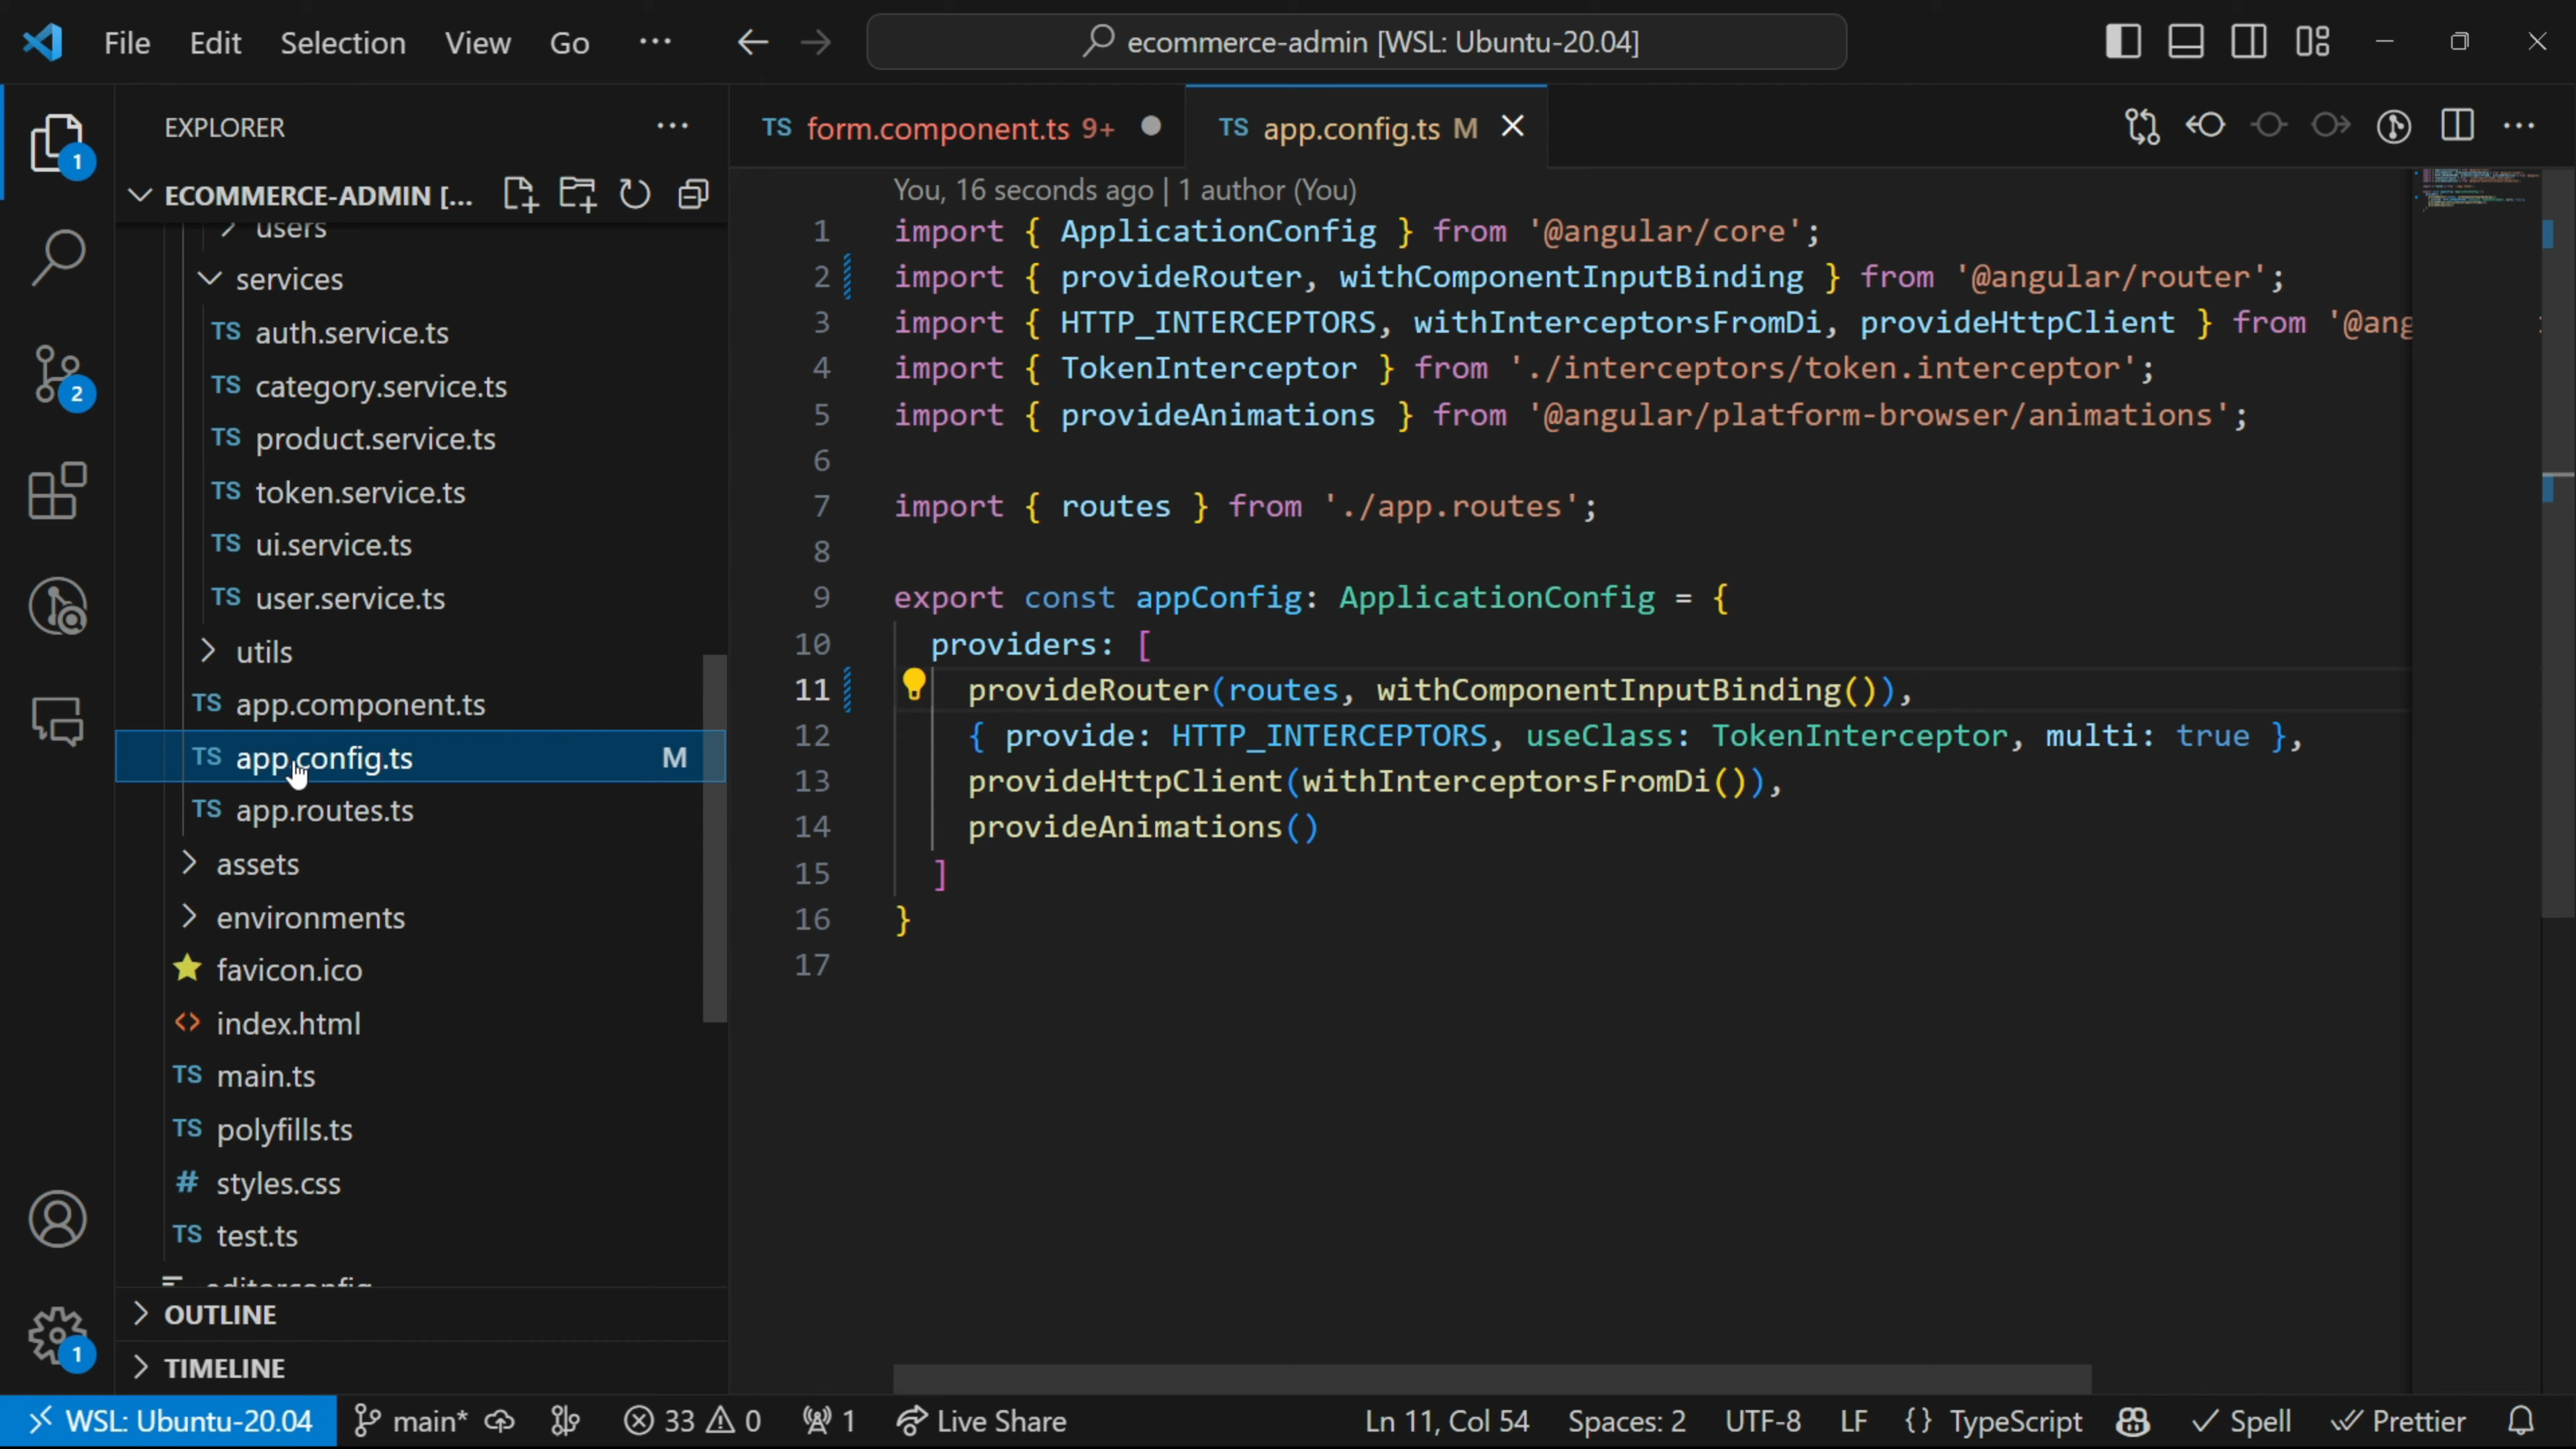 File Edit Selection View Go ···
ecommerce-admin [WSL: Ubuntu-20.04]
EXPLORER
1
ECOMMERCE-ADMIN [...
users
services
TS auth.service.ts
TS category.service.ts
2
TS product.service.ts
TS token.service.ts
TS ui.service.ts
TS user.service.ts
utils
TS app.component.ts
TS app.config.ts M
TS app.routes.ts
assets
environments
favicon.ico
<> index.html
TS main.ts
TS polyfills.ts
# styles.css
TS test.ts
.editorconfig
OUTLINE
1
TIMELINE
TS form.component.ts 9+
TS app.config.ts M
You, 16 seconds ago | 1 author (You)
1 import { ApplicationConfig } from '@angular/core';
2 import { provideRouter, withComponentInputBinding } from '@angular/router';
3 import { HTTP_INTERCEPTORS, withInterceptorsFromDi, provideHttpClient } from '@ang
4 import { TokenInterceptor } from './interceptors/token.interceptor';
5 import { provideAnimations } from '@angular/platform-browser/animations';
6
7 import { routes } from './app.routes';
8
9 export const appConfig: ApplicationConfig = {
10 providers: [
11 provideRouter(routes, withComponentInputBinding()),
12 { provide: HTTP_INTERCEPTORS, useClass: TokenInterceptor, multi: true },
13 provideHttpClient(withInterceptorsFromDi()),
14 provideAnimations()
15 ]
16 }
17
WSL: Ubuntu-20.04 main* 33 0 1 Live Share Ln 11, Col 54 Spaces: 2 UTF-8 LF {} TypeScript Spell Prettier